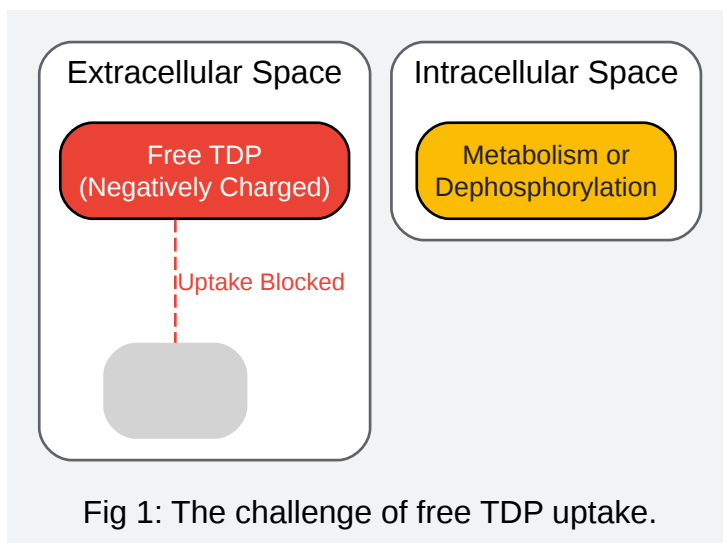 Extracellular Space
Intracellular Space
Free TDP
(Negatively Charged)
Metabolism or
Dephosphorylation
Uptake Blocked
Fig 1: The challenge of free TDP uptake.